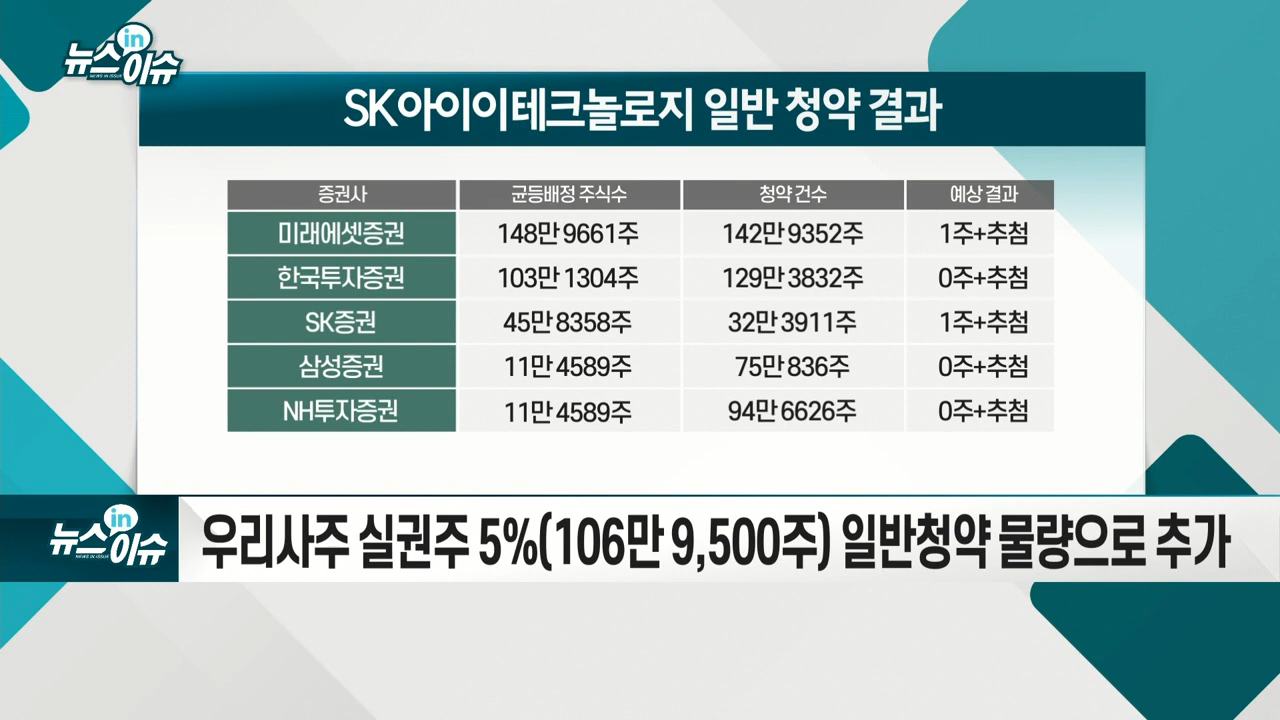 뉴스in이슈
NEWS IN ISSUE
SK아이이테크놀로지 일반 청약 결과
증권사 균등배정 주식수 청약 건수 예상 결과
미래에셋증권 148만 9661주 142만 9352주 1주+추첨
한국투자증권 103만 1304주 129만 3832주 0주+추첨
SK증권 45만 8358주 32만 3911주 1주+추첨
삼성증권 11만 4589주 75만 836주 0주+추첨
NH투자증권 11만 4589주 94만 6626주 0주+추첨
뉴스in이슈
NEWS IN ISSUE
우리사주 실권주 5%(106만 9,500주) 일반청약 물량으로 추가